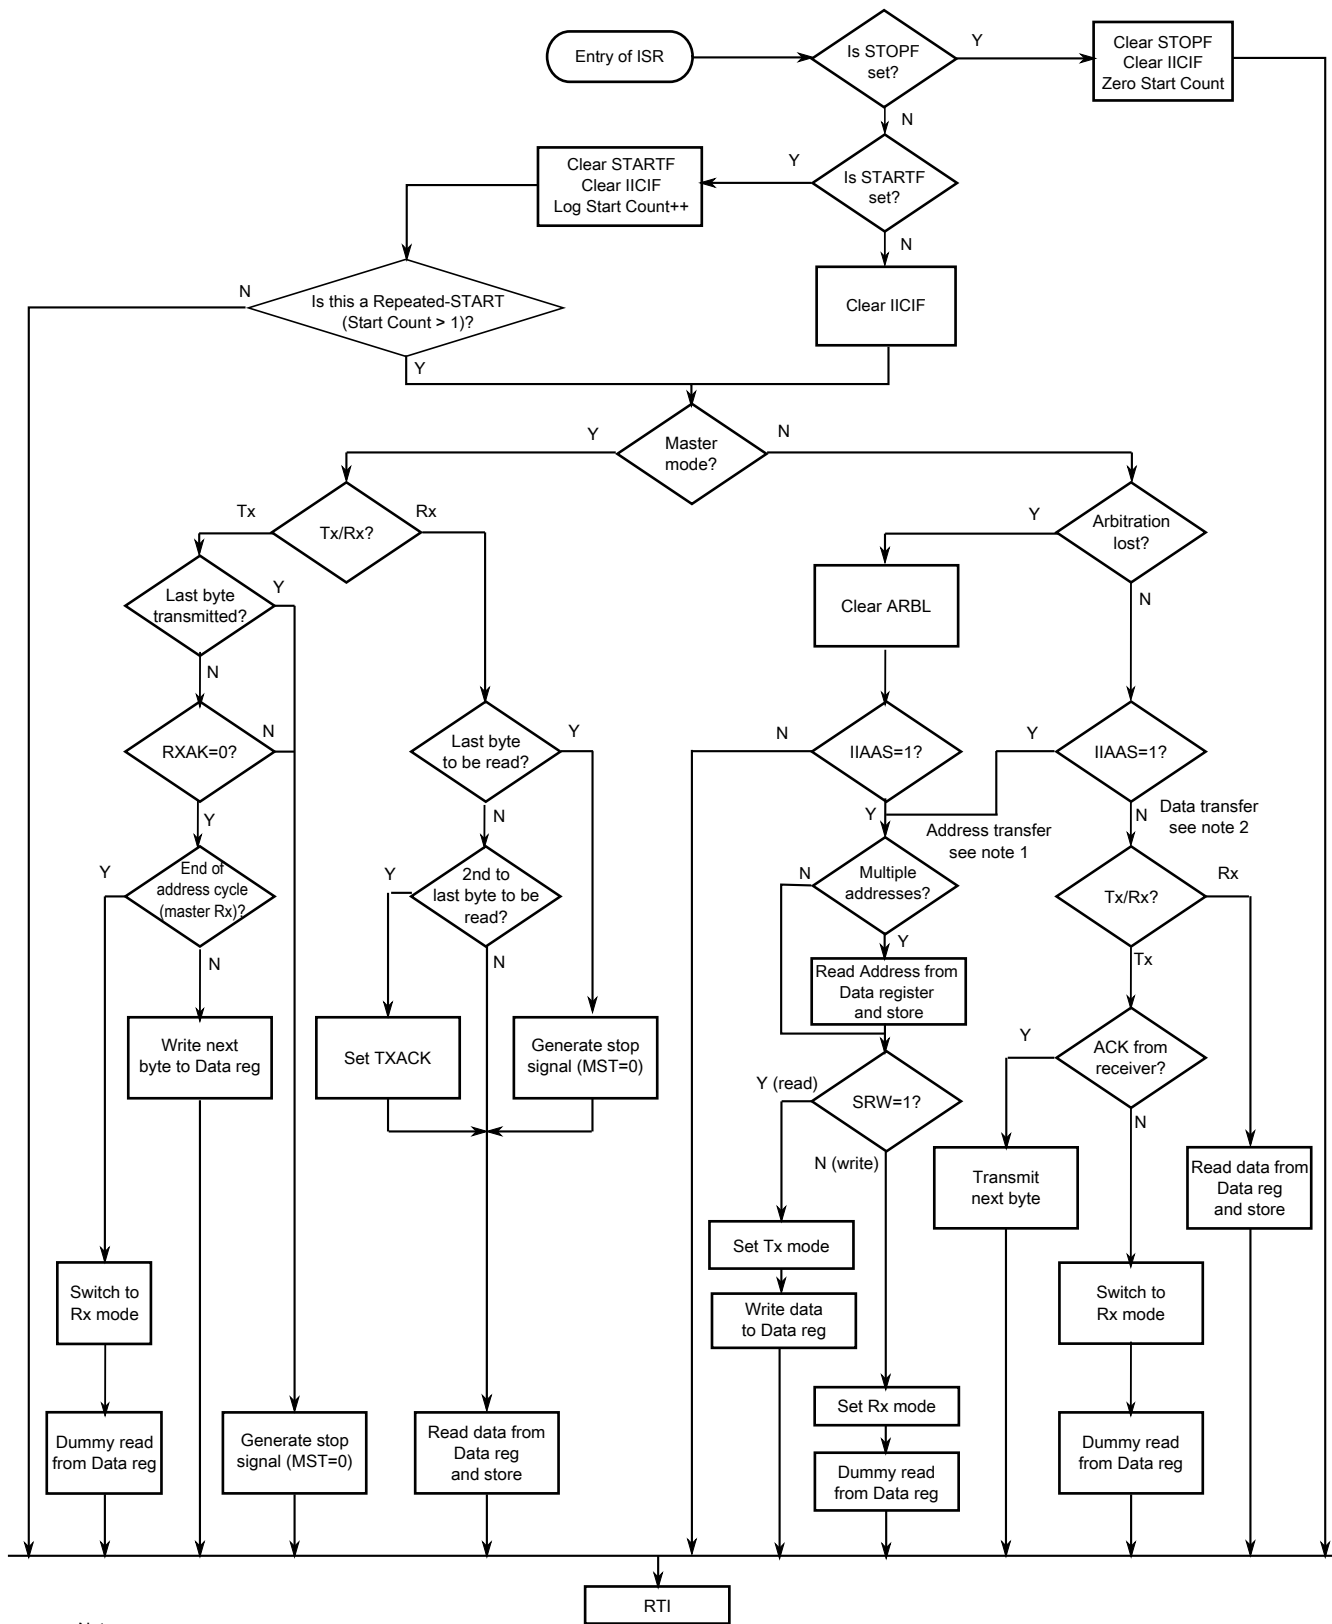 Entry of ISR
Is STOPF
set?
Y
Clear STOPF
Clear IICIF
Zero Start Count
N
Clear STARTF
Clear IICIF
Log Start Count++
Y
Is STARTF
set?
N
N
Is this a Repeated-START
(Start Count > 1)?
Y
Clear IICIF
Y
Master
mode?
N
Tx
Tx/Rx?
Rx
Y
Arbitration
lost?
N
Last byte
transmitted?
Y
N
Clear ARBL
RXAK=0?
N
Y
Last byte
to be read?
Y
N
N
IIAAS=1?
Y
Y
IIAAS=1?
N
Data transfer
see note 2
Address transfer
see note 1
Y
End of
address cycle
(master Rx)?
N
Y
2nd to
last byte to be
read?
N
N
Multiple
addresses?
Y
Tx/Rx?
Rx
Tx
Read Address from
Data register
and store
Write next
byte to Data reg
Set TXACK
Generate stop
signal (MST=0)
Y
ACK from
receiver?
N
Y (read)
SRW=1?
N (write)
Transmit
next byte
Read data from
Data reg
and store
Set Tx mode
Write data
to Data reg
Switch to
Rx mode
Switch to
Rx mode
Set Rx mode
Dummy read
from Data reg
Generate stop
signal (MST=0)
Read data from
Data reg
and store
Dummy read
from Data reg
Dummy read
from Data reg
RTI